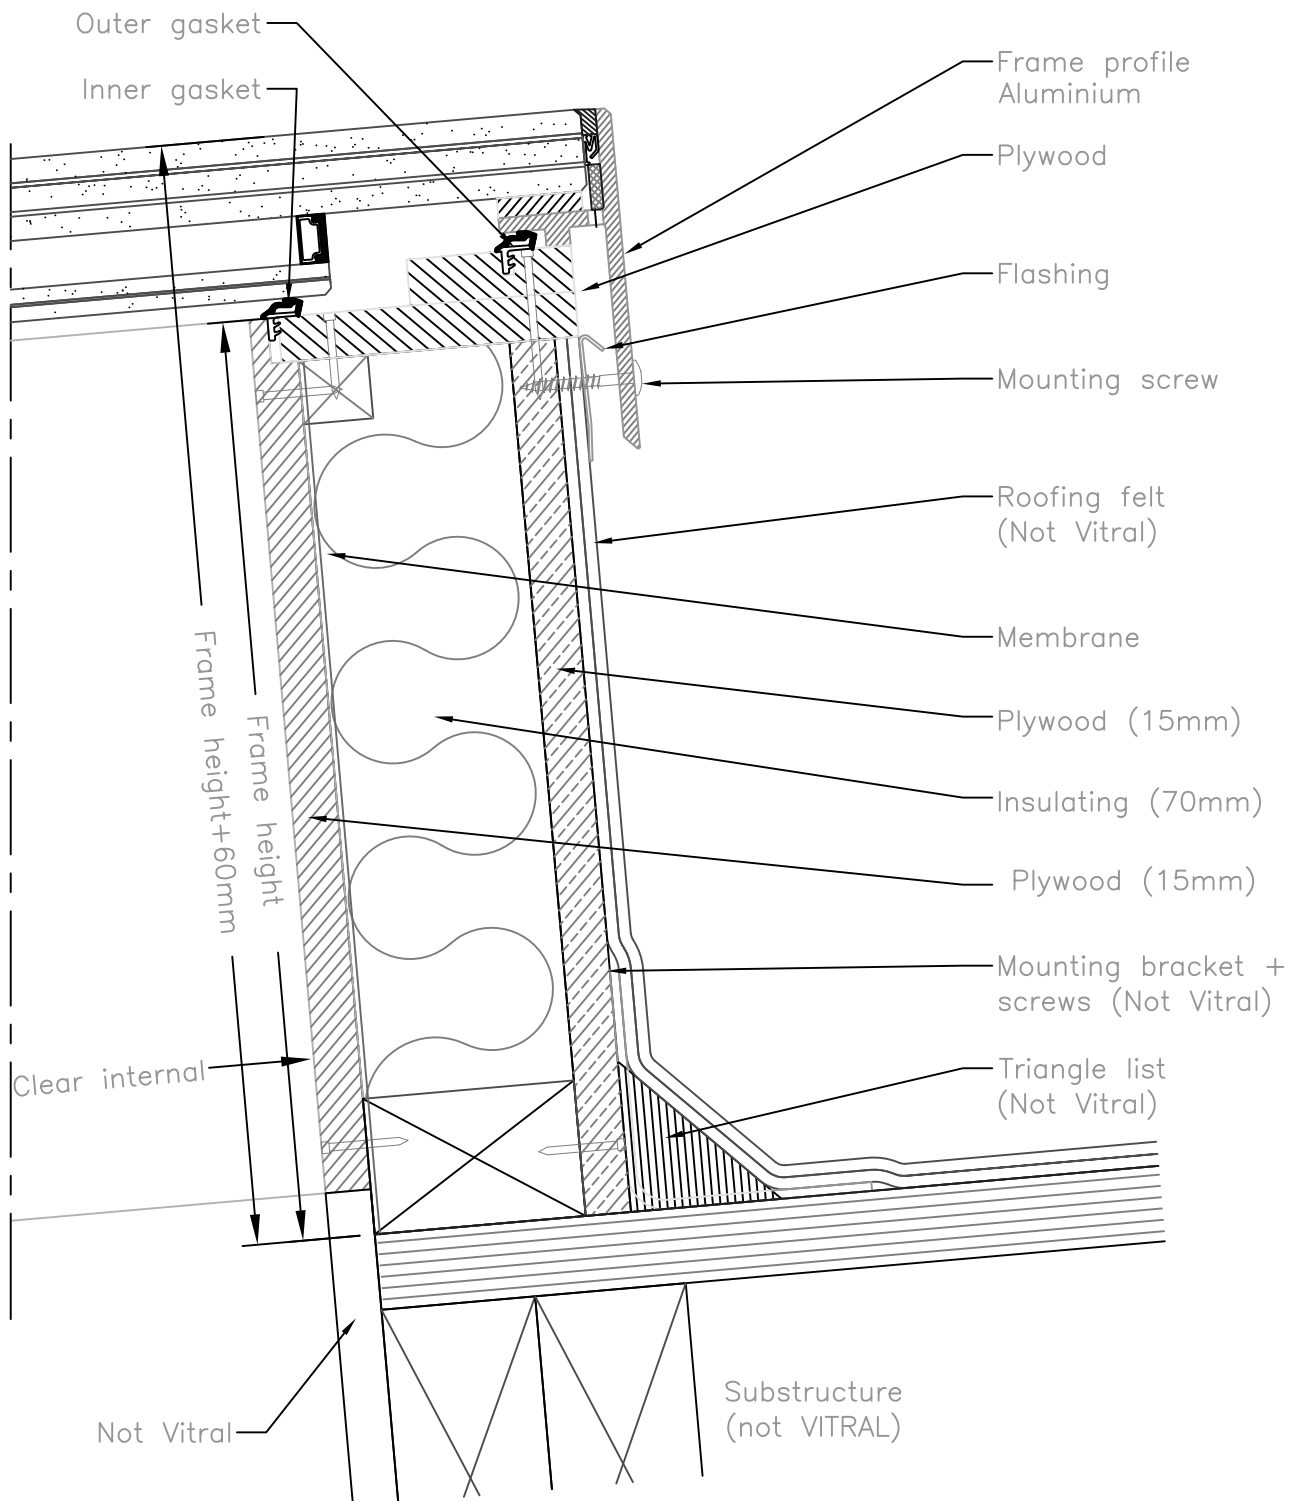 Outer gasket
Inner gasket
Frame profile
Aluminium
Plywood
Flashing
Mounting screw
Roofing felt
(Not Vitral)
Membrane
Plywood (15mm)
Insulating (70mm)
Plywood (15mm)
Mounting bracket +
screws (Not Vitral)
Triangle list
(Not Vitral)
Frame height+60mm
Frame height
Clear internal
Not Vitral
Substructure
(not VITRAL)